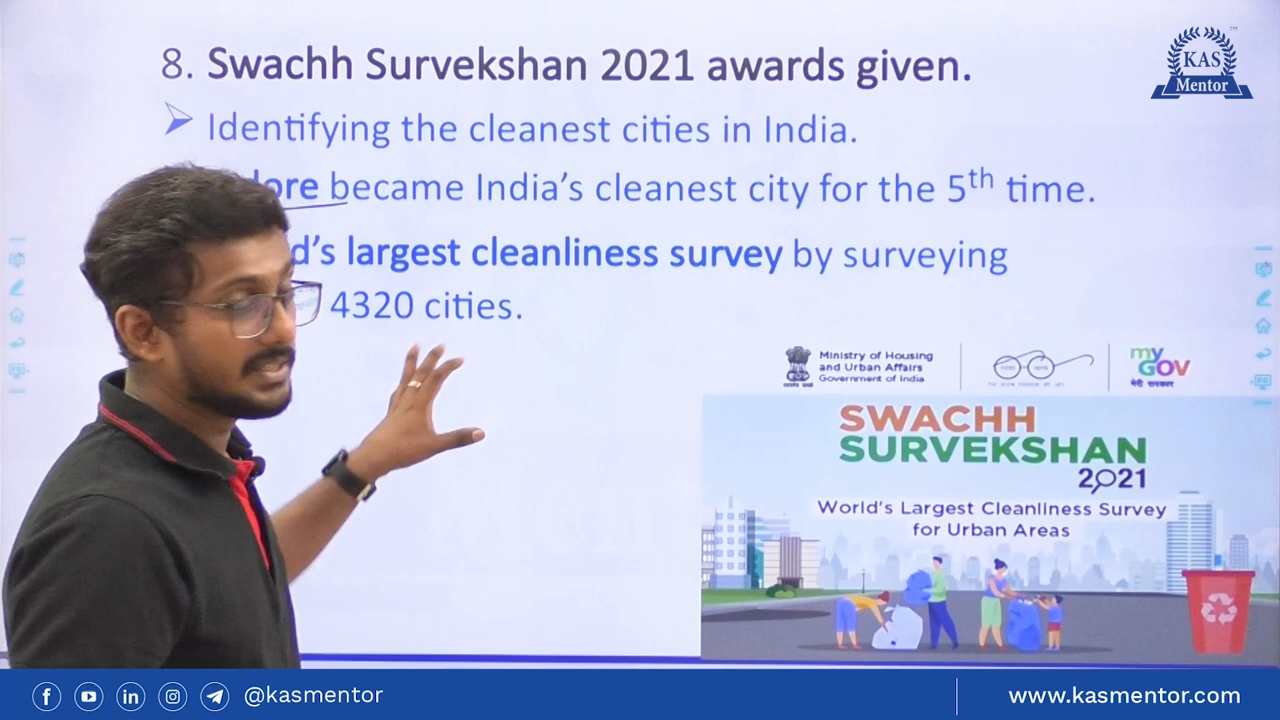 8. Swachh Survekshan 2021 awards given.
KAS
Mentor
TM
➢ Identifying the cleanest cities in India.
dore became India's cleanest city for the 5th time.
d's largest cleanliness survey by surveying
4320 cities.
Ministry of Housing
and Urban Affairs
Government of India
my
GOV
मेरी सरकार
SWACHH
SURVEKSHAN
2021
World's Largest Cleanliness Survey
for Urban Areas
@kasmentor
www.kasmentor.com